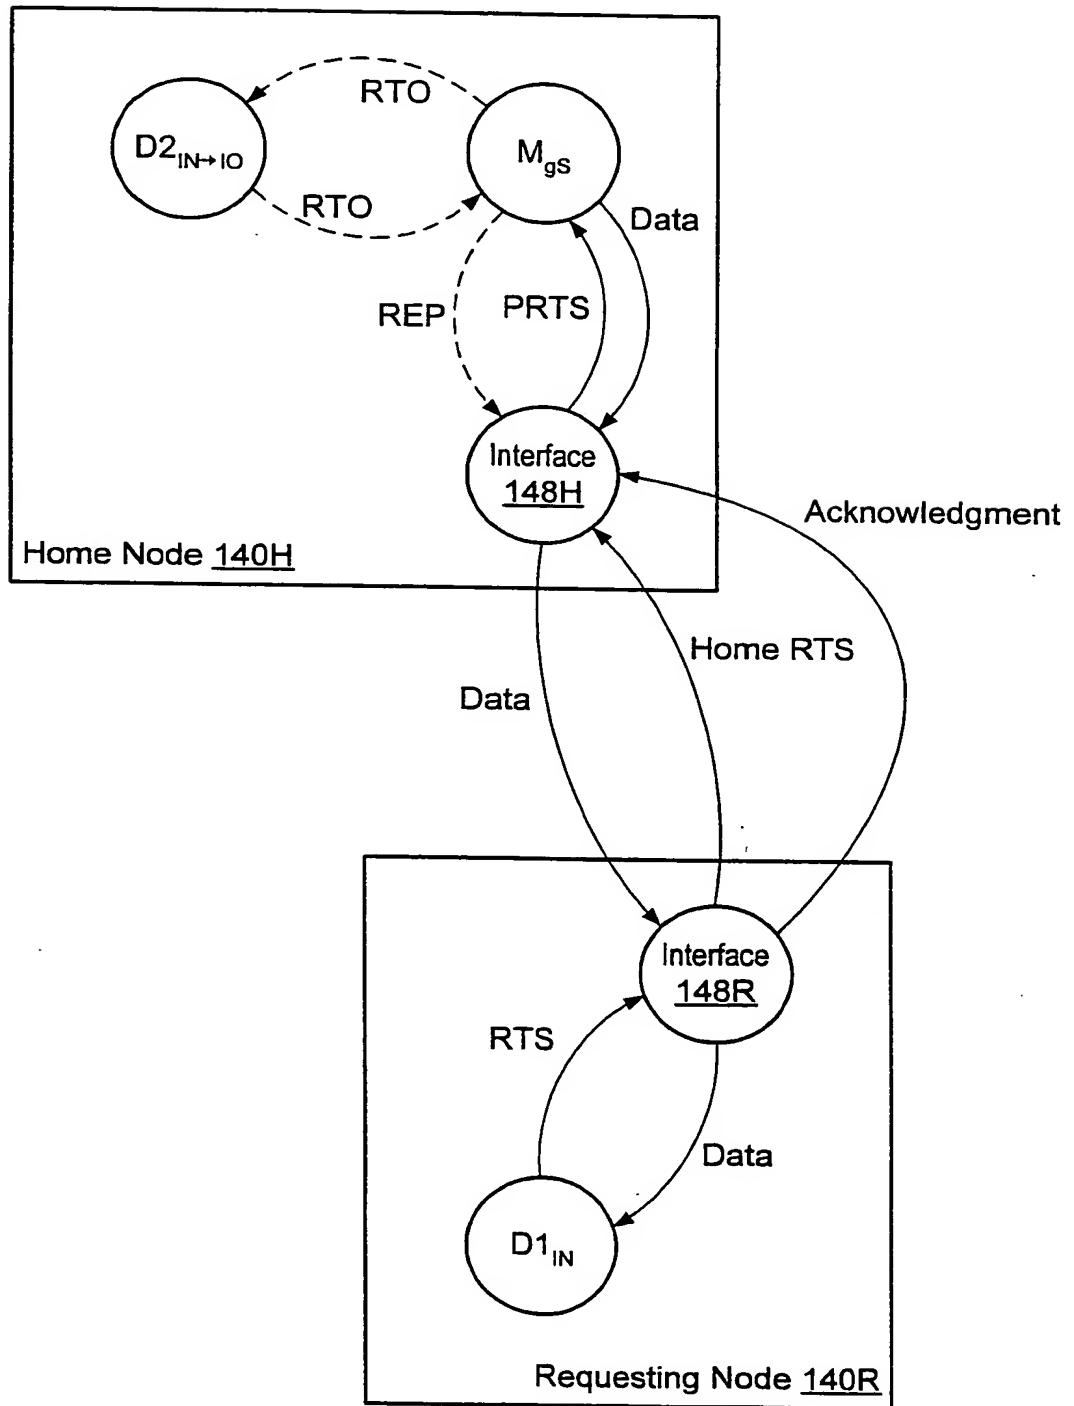 RTO
D2IN→IO
MgS
RTO
Data
REP
PRTS
Interface
148H
Acknowledgment
Home Node 140H
Home RTS
Data
Interface
148R
RTS
Data
D1IN
Requesting Node 140R